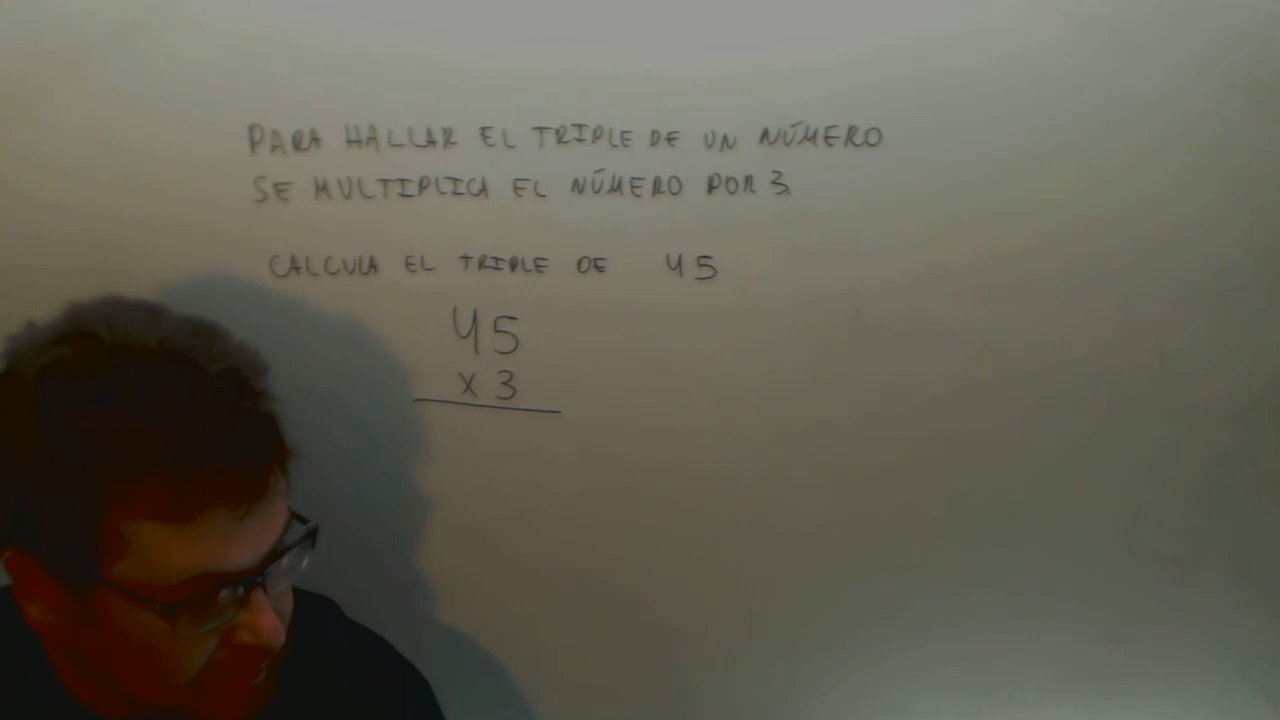 PARA HALLAR EL TRIPLE DE UN NÚMERO
SE MULTIPLICA EL NÚMERO POR 3.
CALCULA EL TRIPLE DE 45
45
x 3